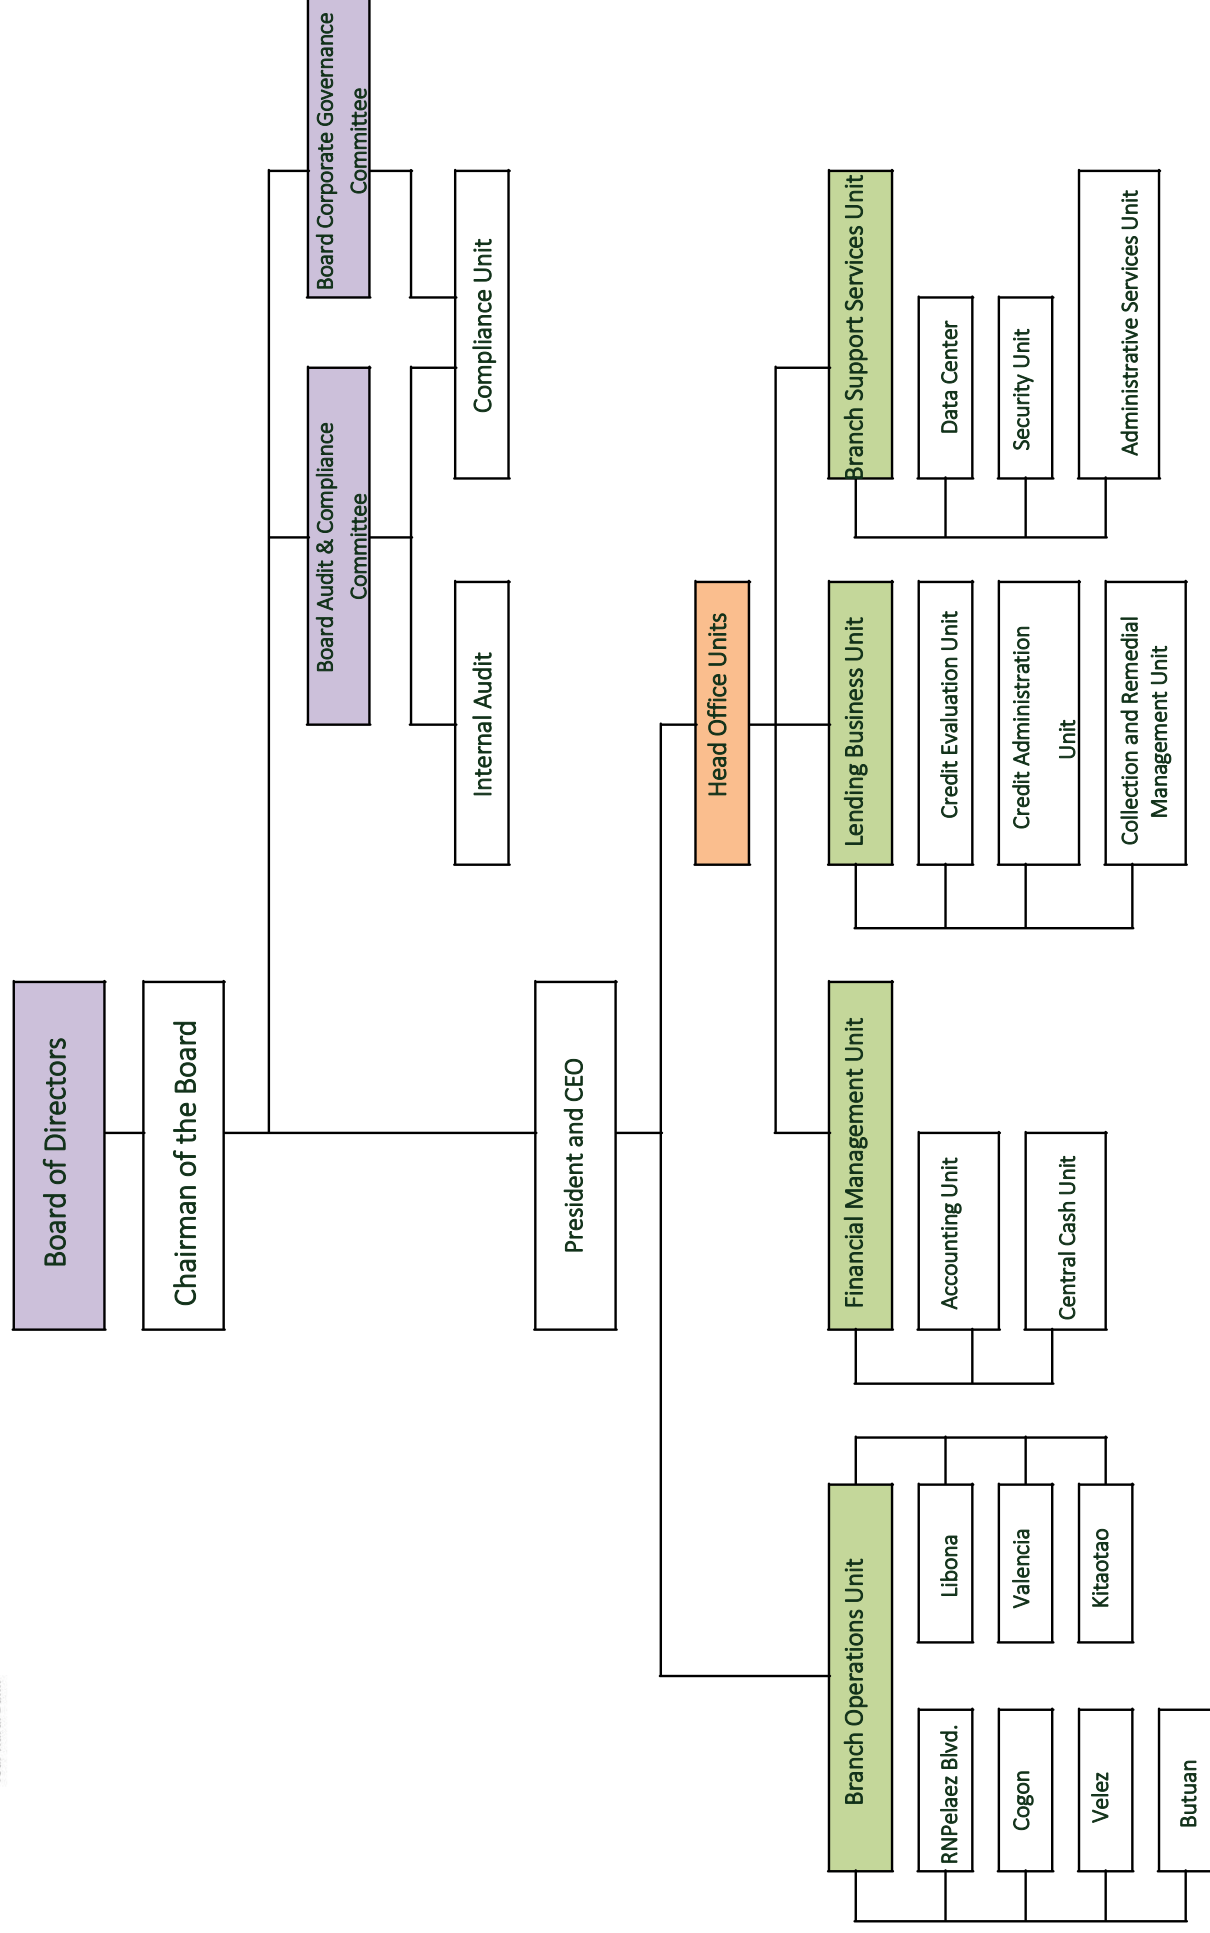 Board of Directors
Chairman of the Board
Board Audit & Compliance
Committee
Board Corporate Governance
Committee
Internal Audit
Compliance Unit
President and CEO
Head Office Units
Branch Operations Unit
Financial Management Unit
Lending Business Unit
Branch Support Services Unit
RNPelaez Blvd.
Cogon
Velez
Butuan
Libona
Valencia
Kitaotao
Accounting Unit
Central Cash Unit
Credit Evaluation Unit
Credit Administration
Unit
Collection and Remedial
Management Unit
Data Center
Security Unit
Administrative Services Unit